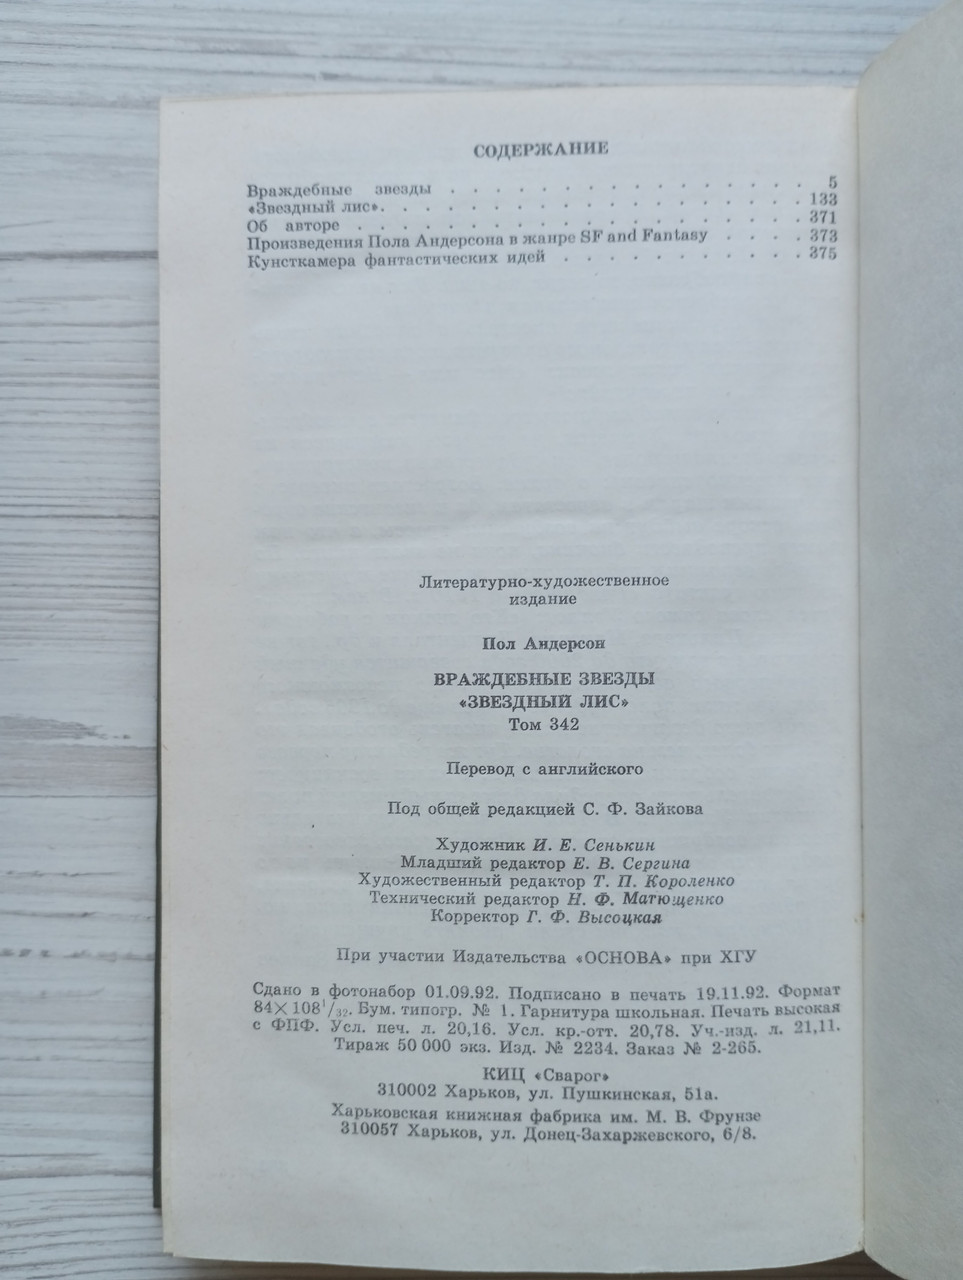 СОДЕРЖАНИЕ
Враждебные звезды . . . . . . . . . . . . . . . . . 5
«Звездный лис». . . . . . . . . . . . . . . . . . . 133
Об авторе . . . . . . . . . . . . . . . . . . . . 371
Произведения Пола Андерсона в жанре SF and Fantasy . . . . 373
Кунсткамера фантастических идей . . . . . . . . . . . 375
Литературно-художественное
издание
Пол Андерсон
ВРАЖДЕБНЫЕ ЗВЕЗДЫ
«ЗВЕЗДНЫЙ ЛИС»
Том 342
Перевод с английского
Под общей редакцией С. Ф. Зайкова
Художник И. Е. Сенькин
Младший редактор Е. В. Сергина
Художественный редактор Т. П. Короленко
Технический редактор Н. Ф. Матющенко
Корректор Г. Ф. Высоцкая
При участии Издательства «ОСНОВА» при ХГУ
Сдано в фотонабор 01.09.92. Подписано в печать 19.11.92. Формат
84×108¹/₃₂. Бум. типогр. № 1. Гарнитура школьная. Печать высокая
с ФПФ. Усл. печ. л. 20,16. Усл. кр.-отт. 20,78. Уч.-изд. л. 21,11.
Тираж 50 000 экз. Изд. № 2234. Заказ № 2-265.
КИЦ «Сварог»
310002 Харьков, ул. Пушкинская, 51а.
Харьковская книжная фабрика им. М. В. Фрунзе
310057 Харьков, ул. Донец-Захаржевского, 6/8.